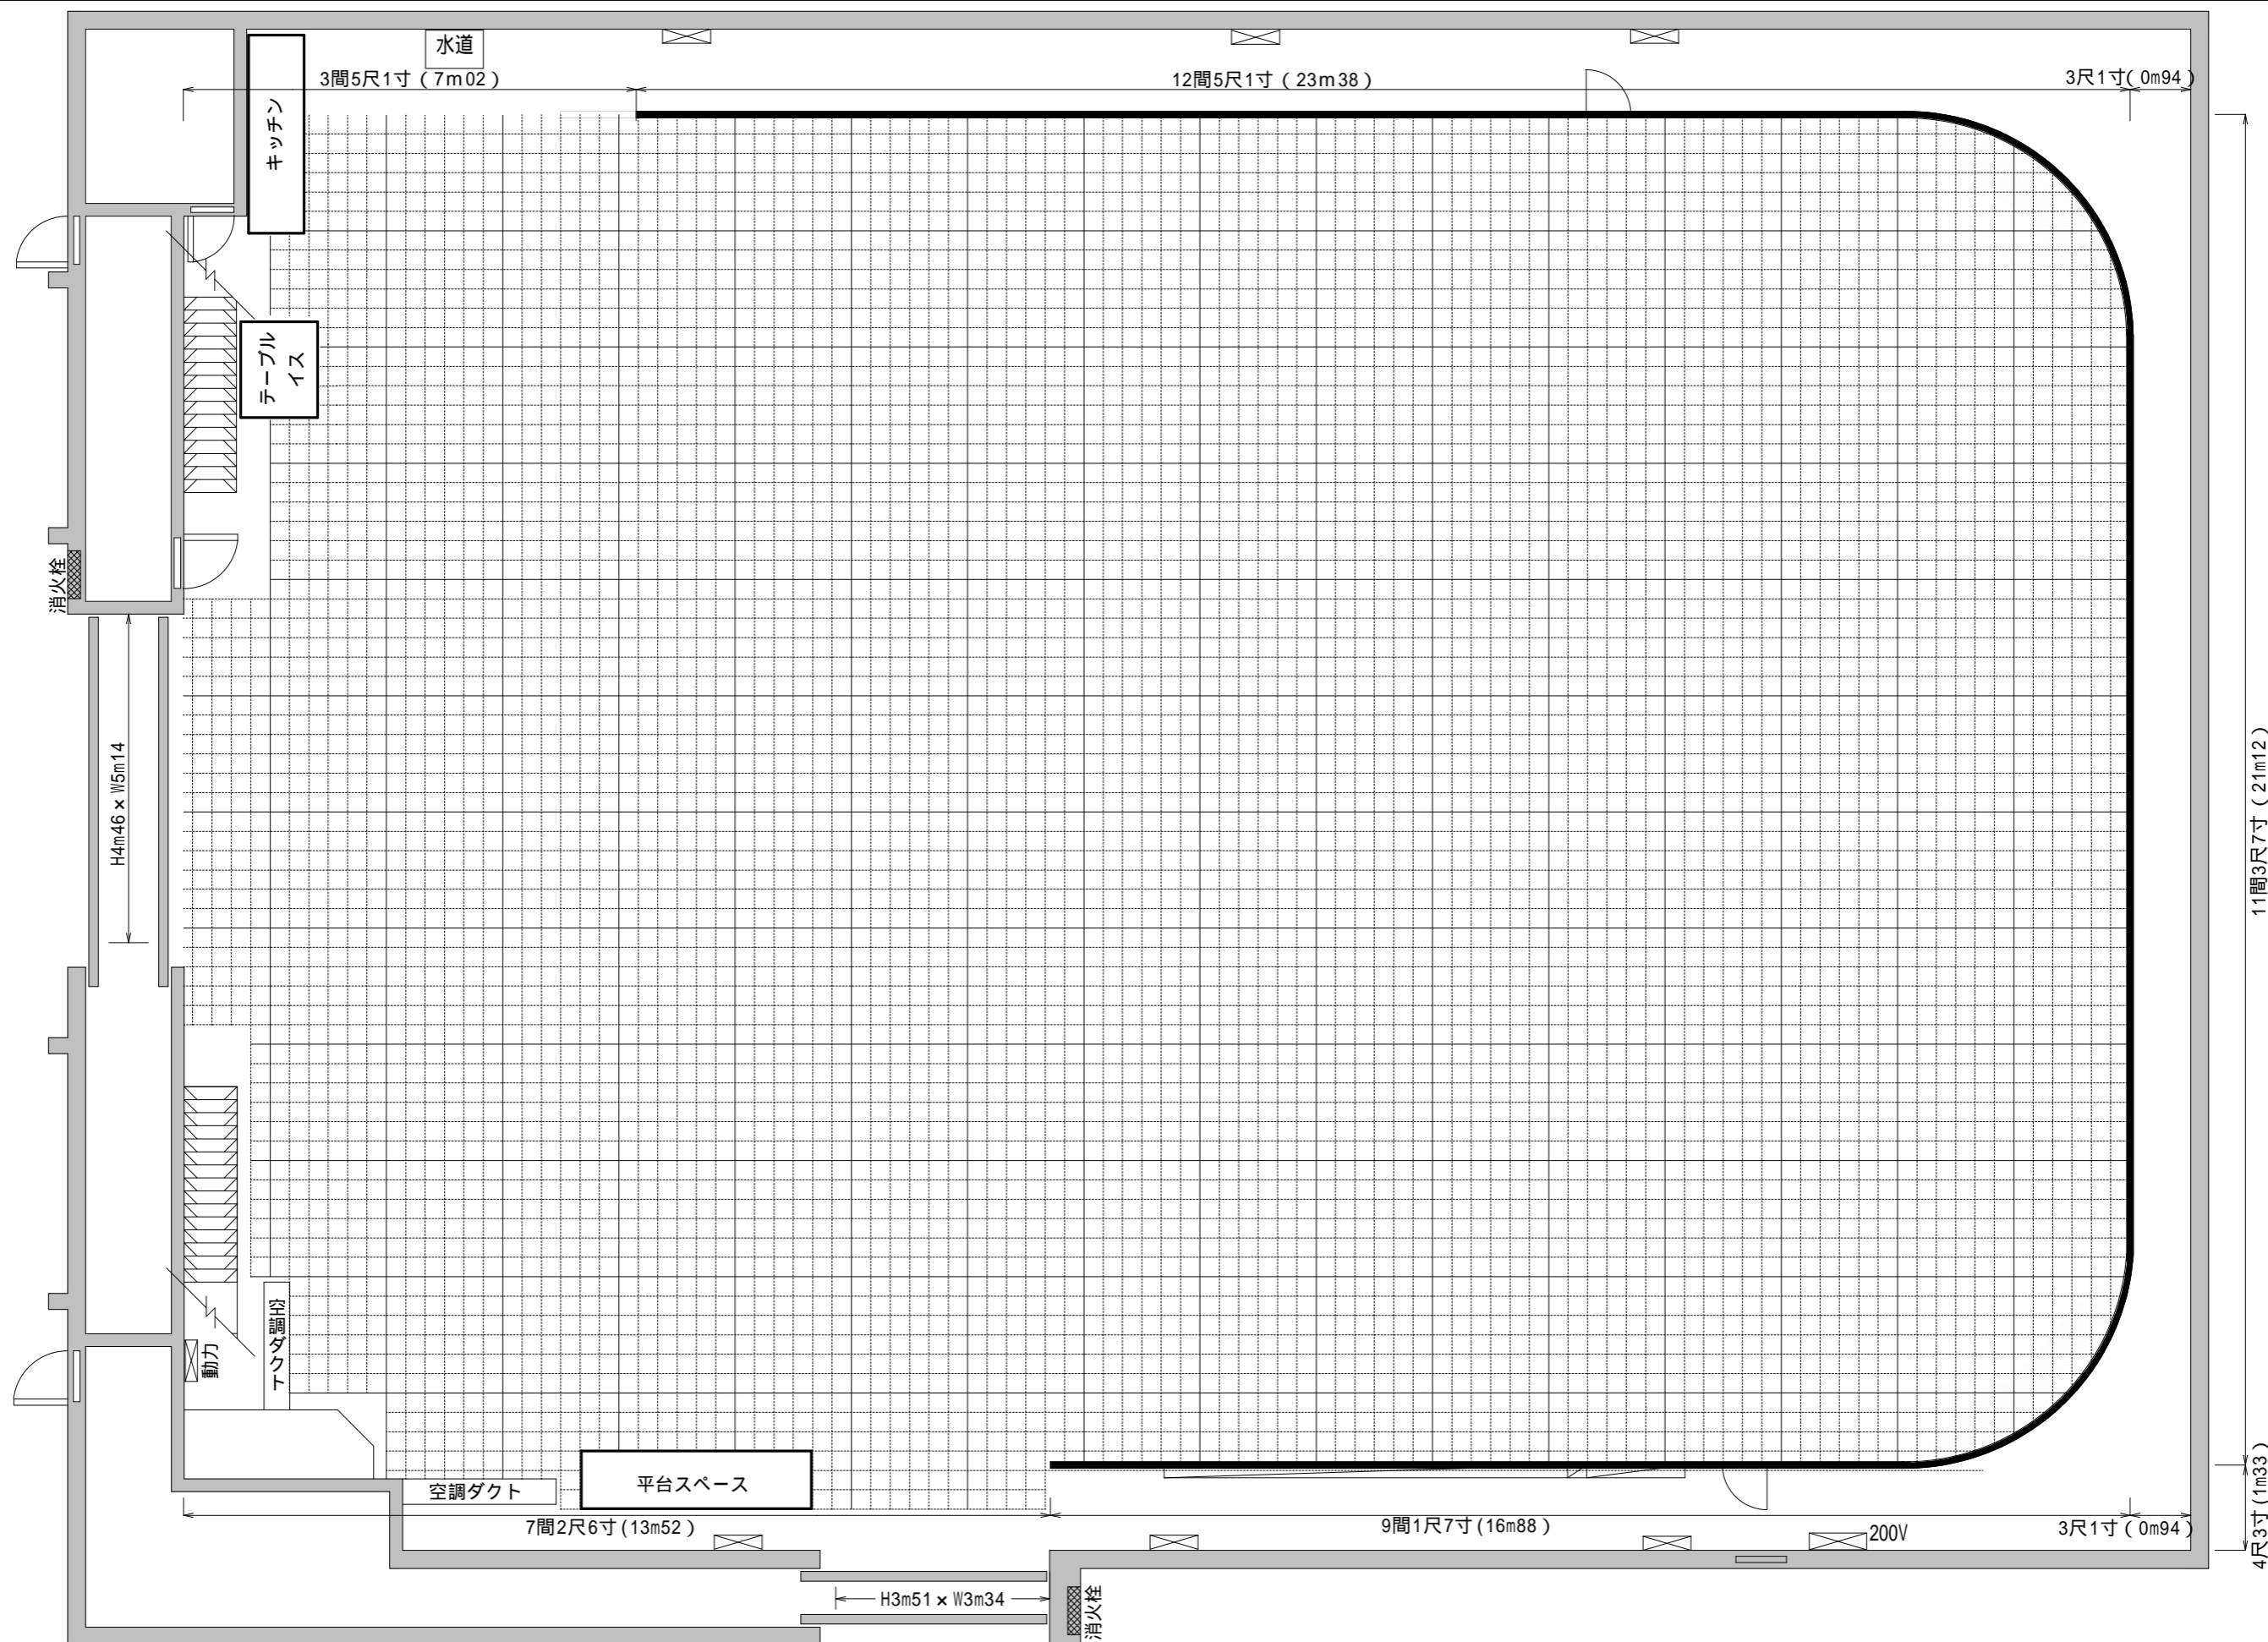 水道
3間5尺1寸(7m02)
12間5尺1寸(23m38)
3尺1寸(0m94)
キッチン
テーブル
イス
消火栓
H4m46×W5m14
11間3尺7寸(21m12)
空調ダクト
動力
空調ダクト
平台スペース
7間2尺6寸(13m52)
9間1尺7寸(16m88)
200V
3尺1寸(0m94)
4尺3寸(1m33)
H3m51×W3m34
消火栓